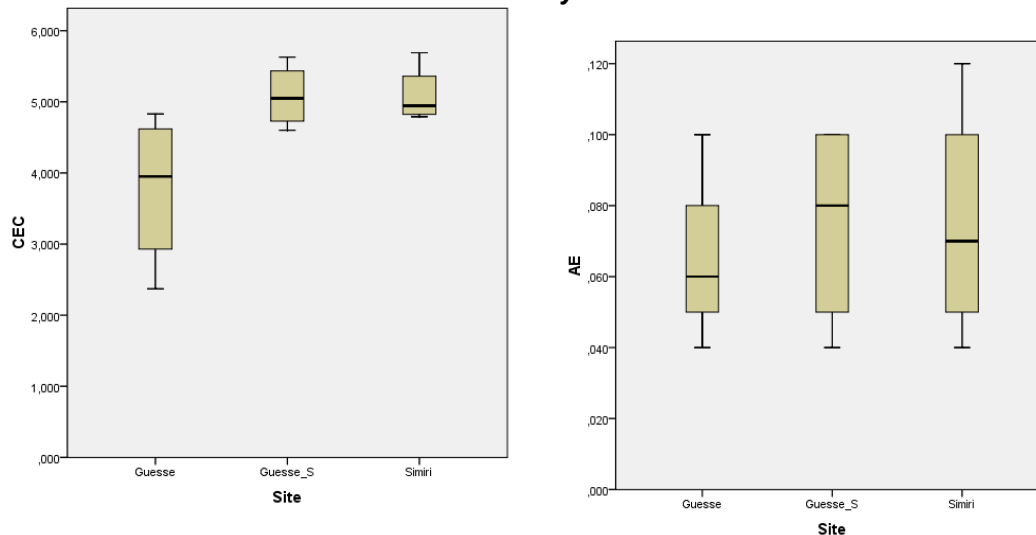 y
6,000
5,000
4,000
3,000
2,000
1,000
,000
CEC
Guesse Guesse_S Simiri
Site
,120
,100
,080
,060
,040
,020
,000
AE
Guesse Guesse_S Simiri
Site